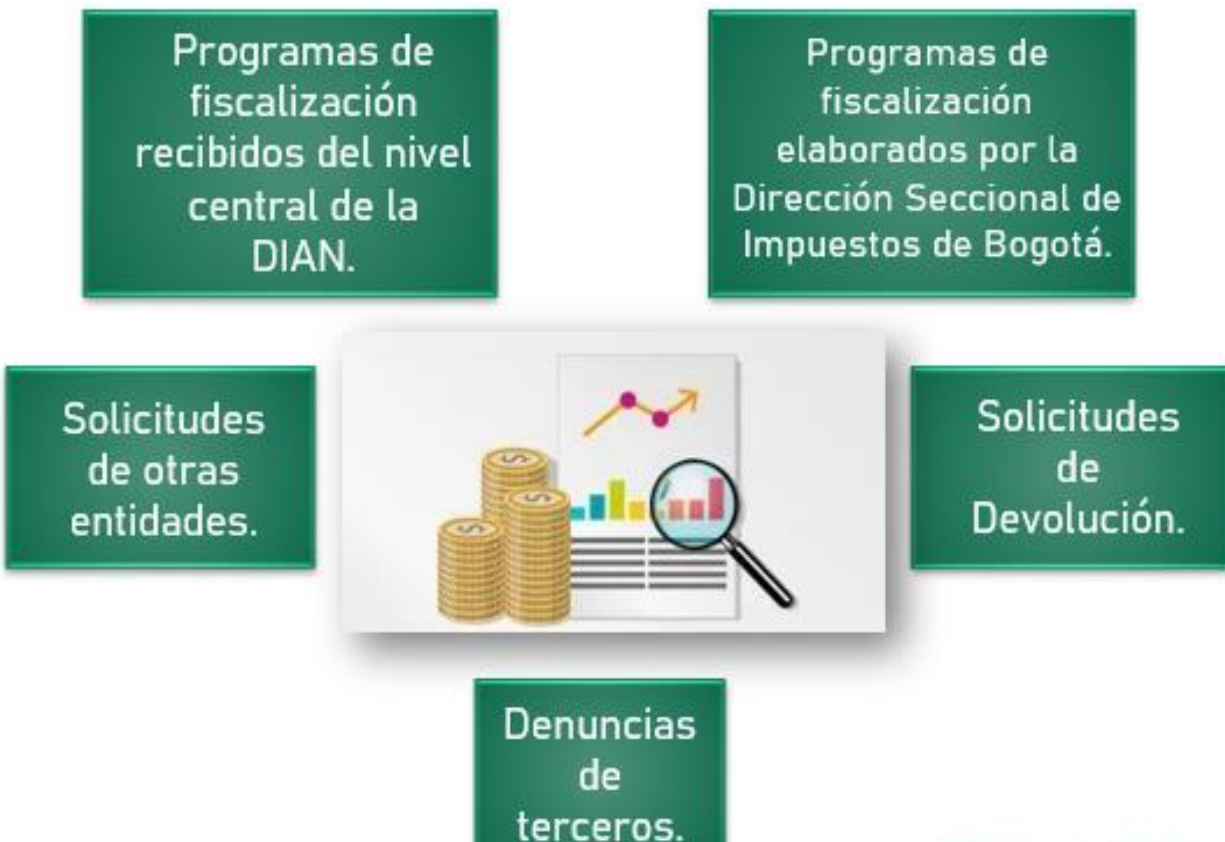 Programas de
fiscalización
recibidos del nivel
central de la
DIAN.
Programas de
fiscalización
elaborados por la
Dirección Seccional de
Impuestos de Bogotá.
Solicitudes
de otras
entidades.
Solicitudes
de
Devolución.
Denuncias
de
terceros.